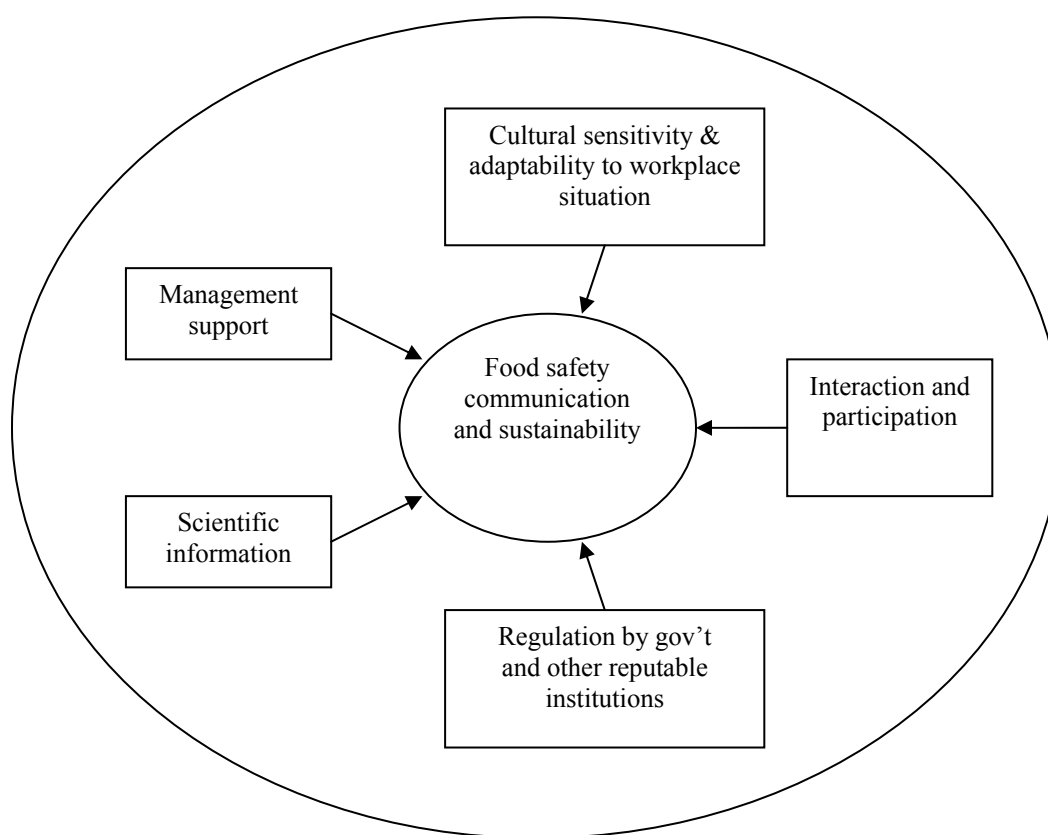 Cultural sensitivity &
adaptability to workplace
situation
Management
support
Food safety
communication
and sustainability
Interaction and
participation
Scientific
information
Regulation by gov’t
and other reputable
institutions